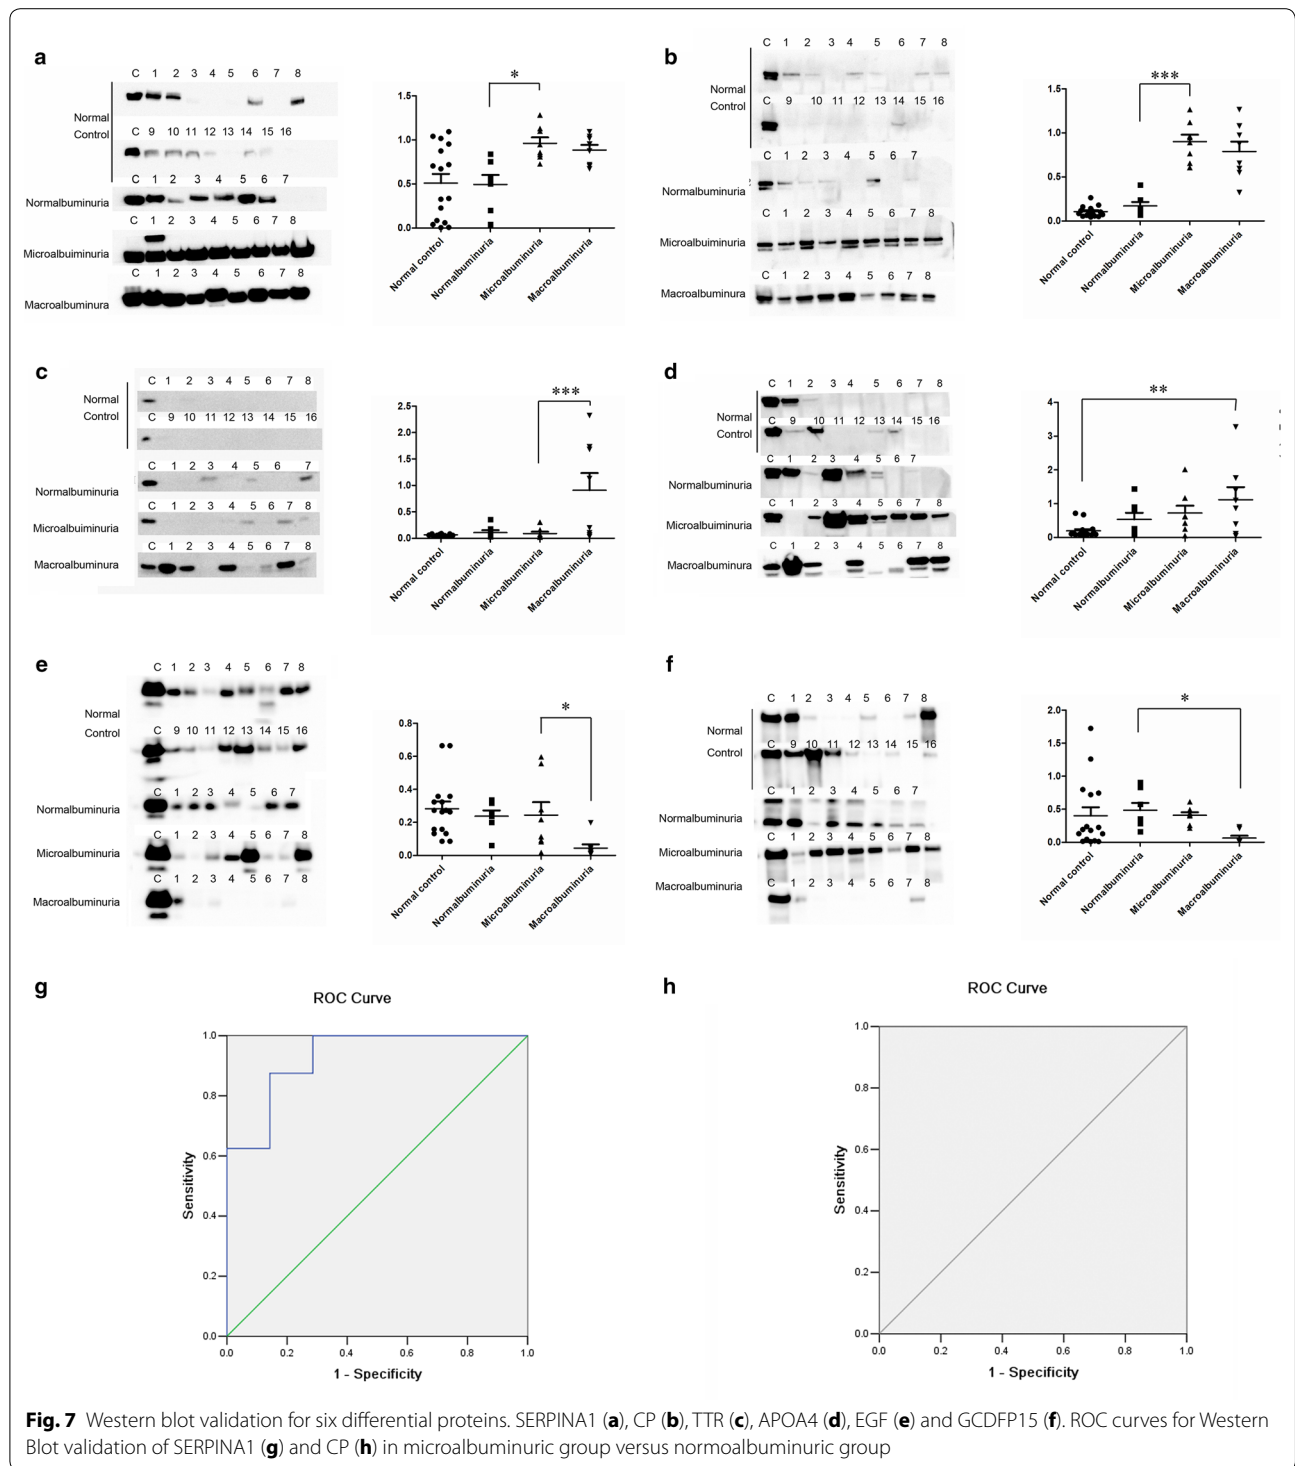 a
C 1 2 3 4 5 6 7 8
Normal
Control
C 9 10 11 12 13 14 15 16
C 1 2 3 4 5 6 7
Normalbuminuria
C 1 2 3 4 5 6 7 8
Microalbuiminuria
C 1 2 3 4 5 6 7 8
Macroalbuminura
*
1.5
1.0
0.5
0.0
Normal control
Normalbuminuria
Microalbuminuria
Macroalbuminuria
b
C 1 2 3 4 5 6 7 8
Normal
Control
C 9 10 11 12 13 14 15 16
C 1 2 3 4 5 6 7
Normalbuminuria
C 1 2 3 4 5 6 7 8
Microalbuiminuria
C 1 2 3 4 5 6 7 8
Macroalbuminura
***
1.5
1.0
0.5
0.0
Normal control
Normalbuminuria
Microalbuminuria
Macroalbuminuria
c
C 1 2 3 4 5 6 7 8
Normal
Control
C 9 10 11 12 13 14 15 16
C 1 2 3 4 5 6 7
Normalbuminuria
C 1 2 3 4 5 6 7 8
Microalbuiminuria
C 1 2 3 4 5 6 7 8
Macroalbuminura
***
2.5
2.0
1.5
1.0
0.5
0.0
Normal control
Normalbuminuria
Microalbuminuria
Macroalbuminuria
d
C 1 2 3 4 5 6 7 8
Normal
Control
C 9 10 11 12 13 14 15 16
C 1 2 3 4 5 6 7
Normalbuminuria
C 1 2 3 4 5 6 7 8
Microalbuiminuria
C 1 2 3 4 5 6 7 8
Macroalbuminura
**
4
3
2
1
0
Normal control
Normalbuminuria
Microalbuminuria
Macroalbuminuria
e
C 1 2 3 4 5 6 7 8
Normal
Control
C 9 10 11 12 13 14 15 16
Normalbuminuria
C 1 2 3 4 5 6 7
Microalbuminuria
C 1 2 3 4 5 6 7 8
C 1 2 3 4 5 6 7 8
Macroalbuminuria
*
0.8
0.6
0.4
0.2
0.0
Normal control
Normalbuminuria
Microalbuminuria
Macroalbuminuria
f
C 1 2 3 4 5 6 7 8
Normal
Control
C 9 10 11 12 13 14 15 16
C 1 2 3 4 5 6 7
Normalbuminuria
C 1 2 3 4 5 6 7 8
Microalbuminuria
Macroalbuminuria
C 1 2 3 4 5 6 7 8
*
2.0
1.5
1.0
0.5
0.0
Normal control
Normalbuminuria
Microalbuminuria
Macroalbuminuria
g
ROC Curve
Sensitivity
1.0
0.8
0.6
0.4
0.2
0.0
0.0 0.2 0.4 0.6 0.8 1.0
1 - Specificity
h
ROC Curve
Sensitivity
1.0
0.8
0.6
0.4
0.2
0.0
0.0 0.2 0.4 0.6 0.8 1.0
1 - Specificity
Fig. 7 Western blot validation for six differential proteins. SERPINA1 (a), CP (b), TTR (c), APOA4 (d), EGF (e) and GCDFP15 (f). ROC curves for Western
Blot validation of SERPINA1 (g) and CP (h) in microalbuminuric group versus normoalbuminuric group